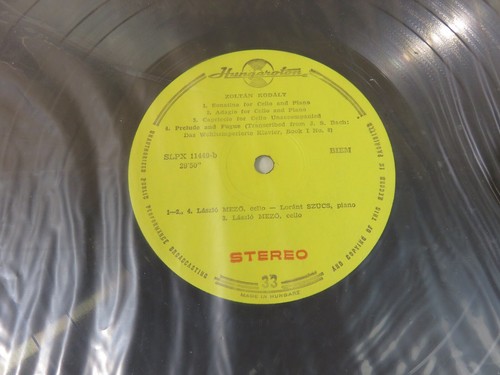 Hungaroton
ZOLTÁN KODÁLY
1. Sonatina for Cello and Piano
2. Adagio for Cello and Piano
3. Capriccio for Cello Unaccompanied
4. Prelude and Fugue (Transcribed from J. S. Bach:
Das Wohltemperierte Klavier, Book I No. 8)
SLPX 11
-b
BIEM
1–2, 4. László MEZŐ, cello — Loránt SZŰCS, piano
3. László MEZŐ, cello
STEREO
33
MADE IN HUNGARY